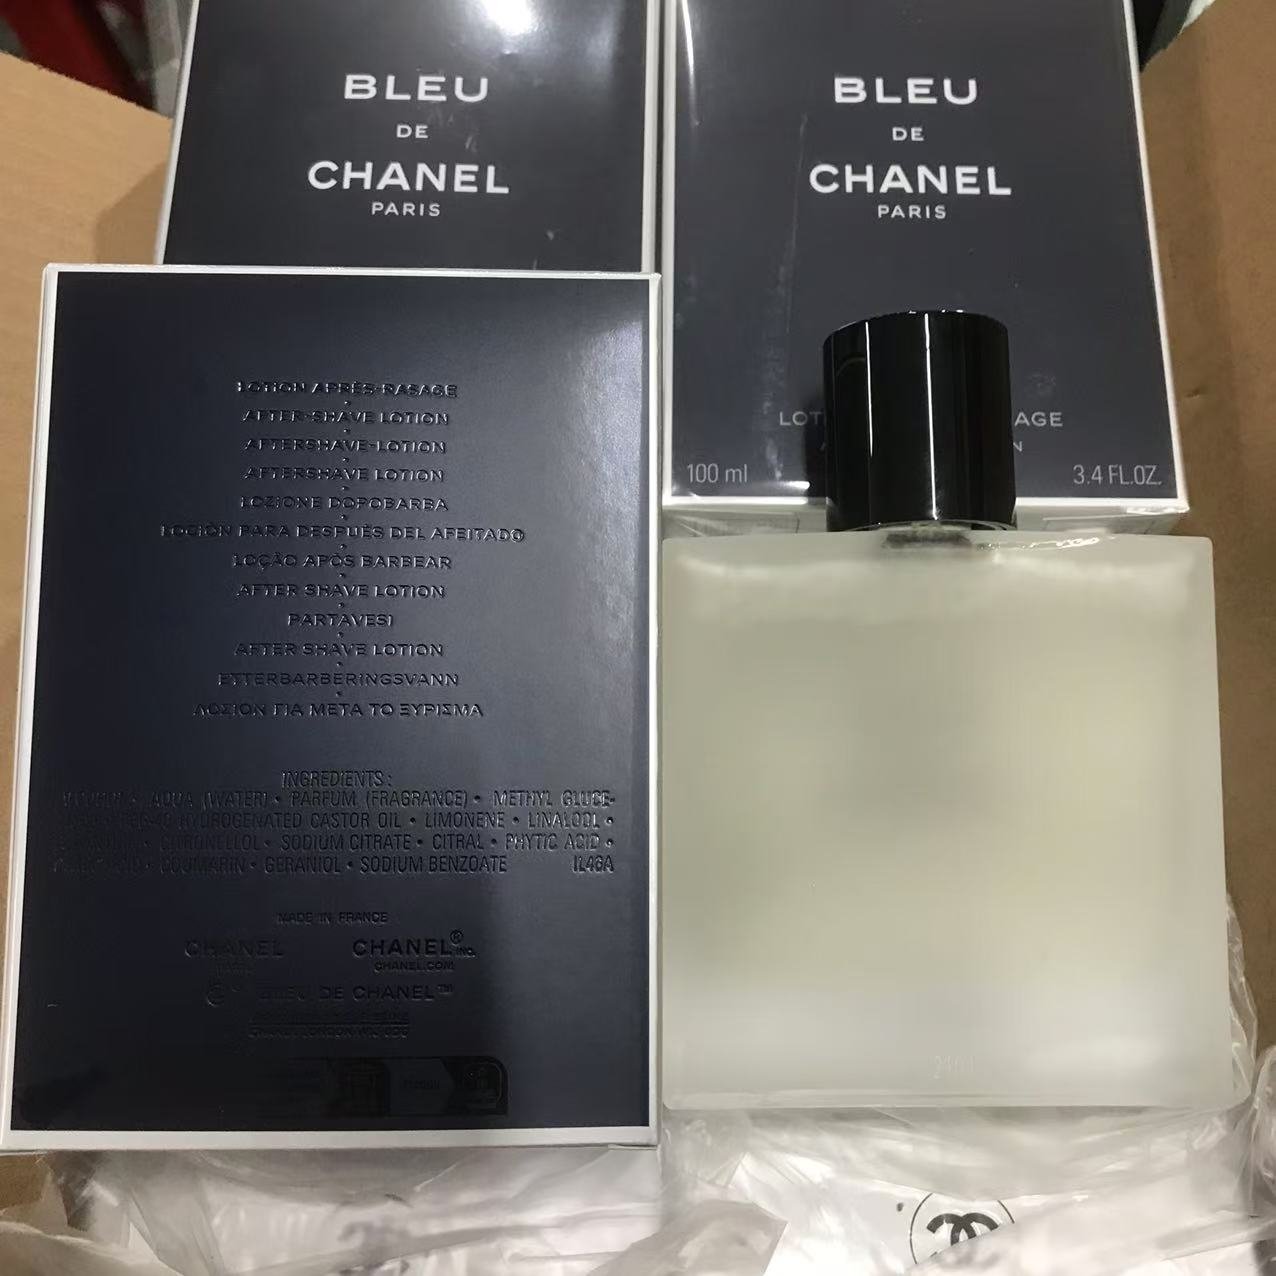 BLEU
DE
CHANEL
PARIS
BLEU
DE
CHANEL
PARIS
100 ml
3.4 FL.OZ.
LOTION APRÈS-RASAGE
AFTER-SHAVE LOTION
AFTERSHAVE-LOTION
AFTERSHAVE LOTION
LOZIONE DOPOBARBA
LOCIÓN PARA DESPUÉS DEL AFEITADO
LOÇÃO APÓS BARBEAR
AFTER SHAVE LOTION
PARTAVESI
AFTER SHAVE LOTION
ETTERBARBERINGSVANN
ΛΟΣΙΟΝ ΓΙΑ ΜΕΤΑ ΤΟ ΞΥΡΙΣΜΑ
INGREDIENTS :
• AQUA (WATER) • PARFUM (FRAGRANCE) • METHYL GLUCE-
HYDROGENATED CASTOR OIL • LIMONENE • LINALOOL •
• CITRONELLOL • SODIUM CITRATE • CITRAL • PHYTIC ACID •
• COUMARIN • GERANIOL • SODIUM BENZOATE IL46A
MADE IN FRANCE
CHANEL CHANEL® INC.
CHANEL.COM
BLEU DE CHANEL™